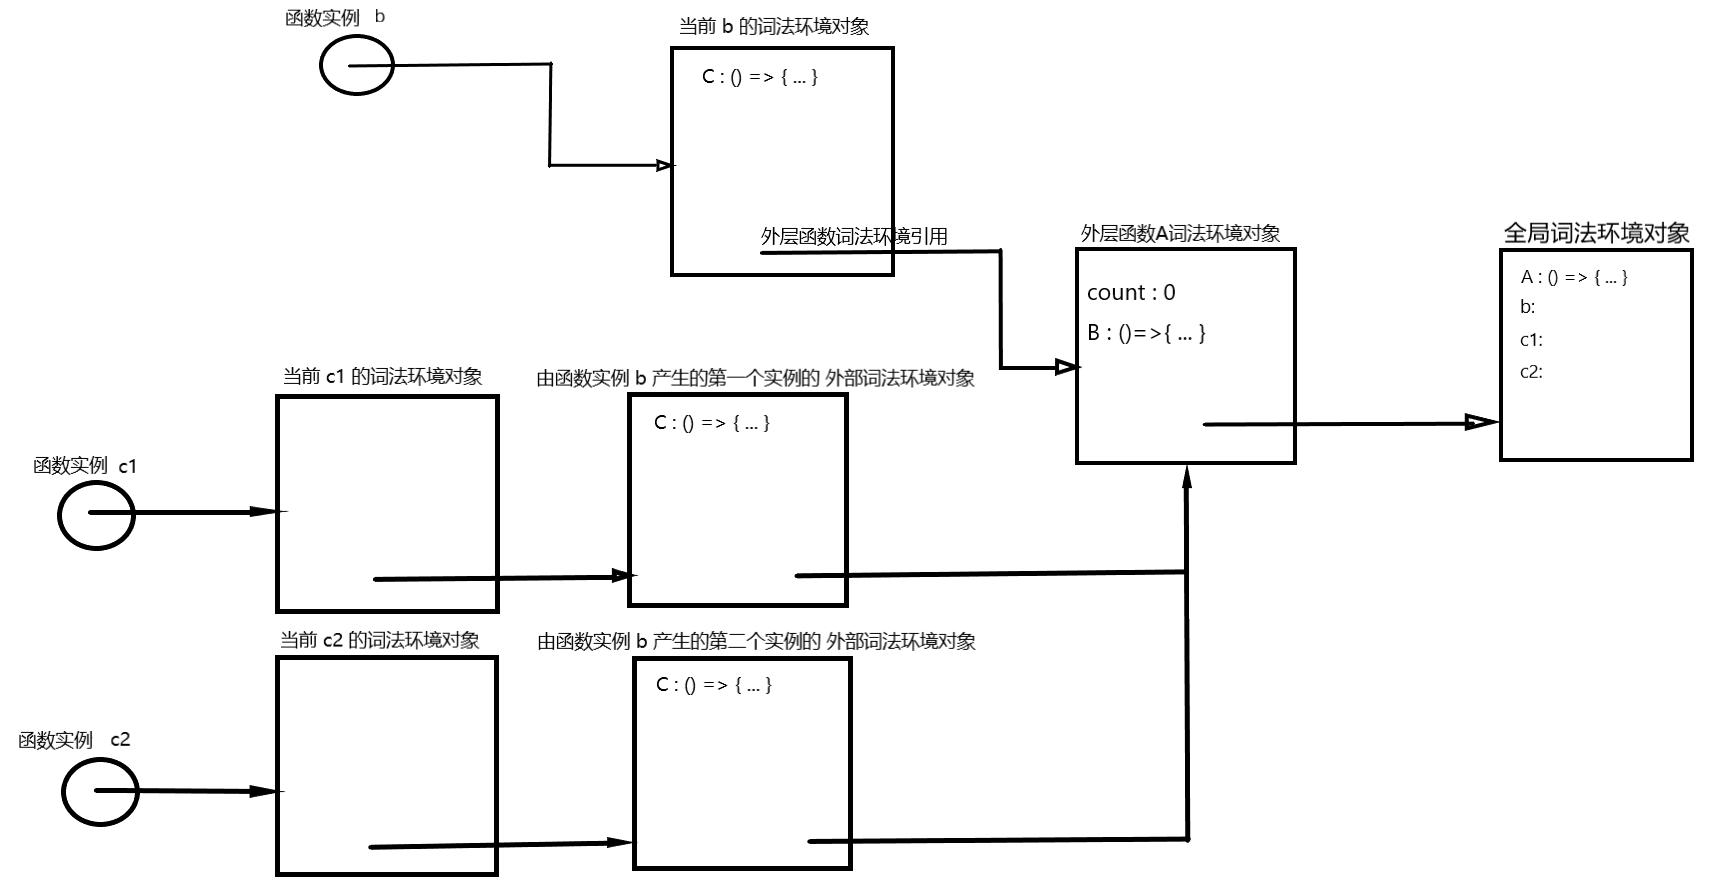 函数实例 b
当前 b 的词法环境对象
C : () => { ... }
外层函数词法环境引用
外层函数A词法环境对象
count : 0
B : ()=>{ ... }
全局词法环境对象
A : () => { ... }
b:
c1:
c2:
函数实例 c1
当前 c1 的词法环境对象
由函数实例 b 产生的第一个实例的 外部词法环境对象
C : () => { ... }
函数实例 c2
当前 c2 的词法环境对象
由函数实例 b 产生的第二个实例的 外部词法环境对象
C : () => { ... }